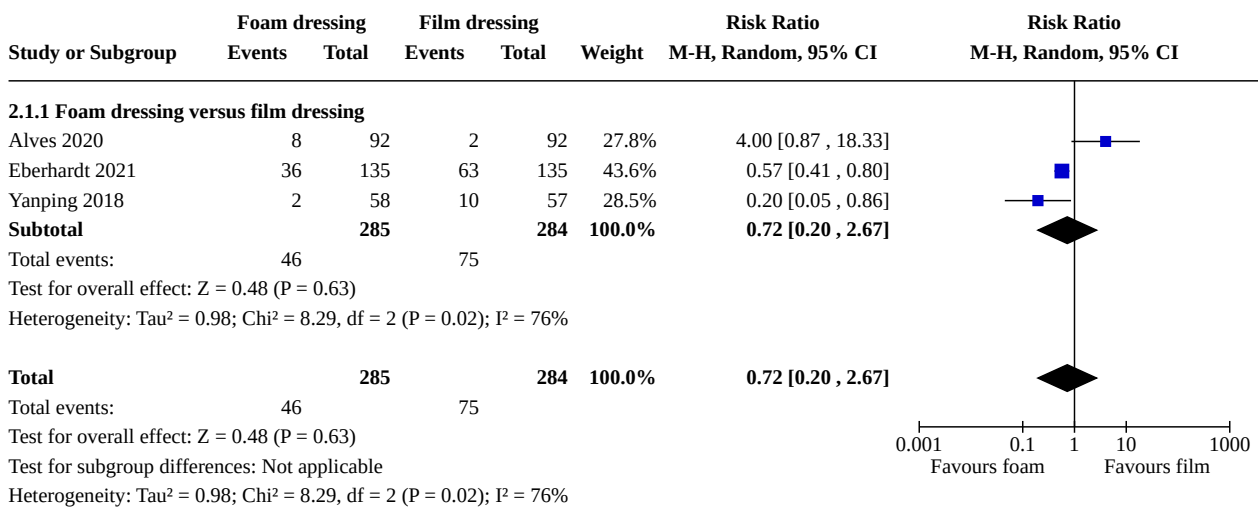 Foam dressing Film dressing Risk Ratio Risk Ratio
Study or Subgroup Events Total Events Total Weight M-H, Random, 95% CI M-H, Random, 95% CI
2.1.1 Foam dressing versus film dressing
Alves 2020 8 92 2 92 27.8% 4.00 [0.87 , 18.33]
Eberhardt 2021 36 135 63 135 43.6% 0.57 [0.41 , 0.80]
Yanping 2018 2 58 10 57 28.5% 0.20 [0.05 , 0.86]
Subtotal 285 284 100.0% 0.72 [0.20 , 2.67]
Total events: 46 75
Test for overall effect: Z = 0.48 (P = 0.63)
Heterogeneity: Tau² = 0.98; Chi² = 8.29, df = 2 (P = 0.02); I² = 76%
Total 285 284 100.0% 0.72 [0.20 , 2.67]
Total events: 46 75
Test for overall effect: Z = 0.48 (P = 0.63)
0.001 0.1 1 10 1000
Test for subgroup differences: Not applicable Favours foam Favours film
Heterogeneity: Tau² = 0.98; Chi² = 8.29, df = 2 (P = 0.02); I² = 76%